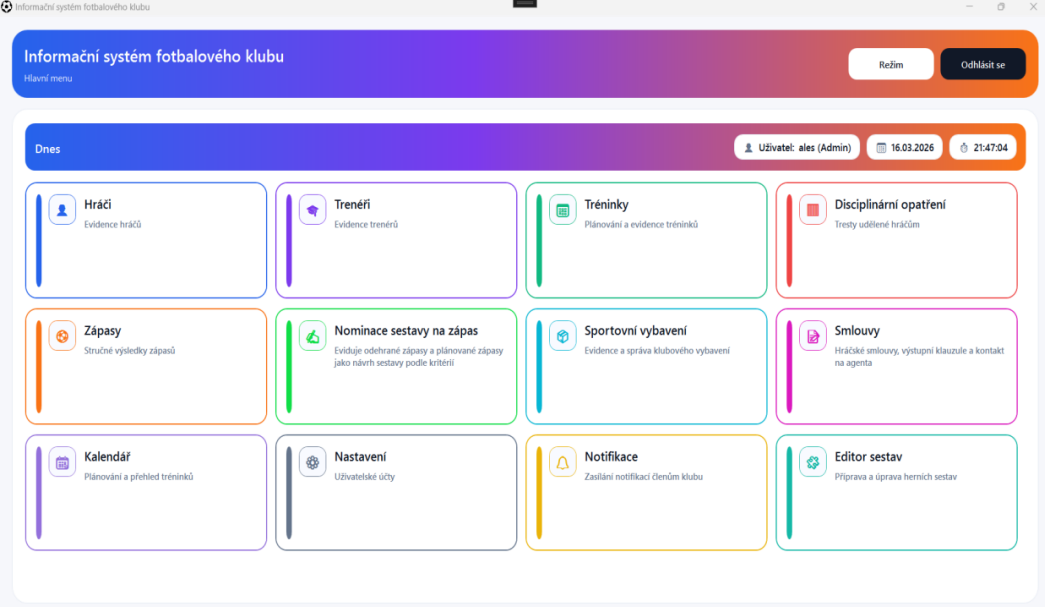 Informační systém fotbalového klubu
Informační systém fotbalového klubu
Hlavní menu
Režim
Odhlásit se
Dnes
Uživatel: ales (Admin)
16.03.2026
21:47:04
Hráči
Evidence hráčů
Trenéři
Evidence trenérů
Tréninky
Plánování a evidence tréninků
Disciplinární opatření
Tresty udělené hráčům
Zápasy
Stručné výsledky zápasů
Nominace sestavy na zápas
Eviduje odehrané zápasy a plánované zápasy
jako návrh sestavy podle kritérií
Sportovní vybavení
Evidence a správa klubového vybavení
Smlouvy
Hráčské smlouvy, výstupní klauzule a kontakt
na agenta
Kalendář
Plánování a přehled tréninků
Nastavení
Uživatelské účty
Notifikace
Zasílání notifikací členům klubu
Editor sestav
Příprava a úprava herních sestav